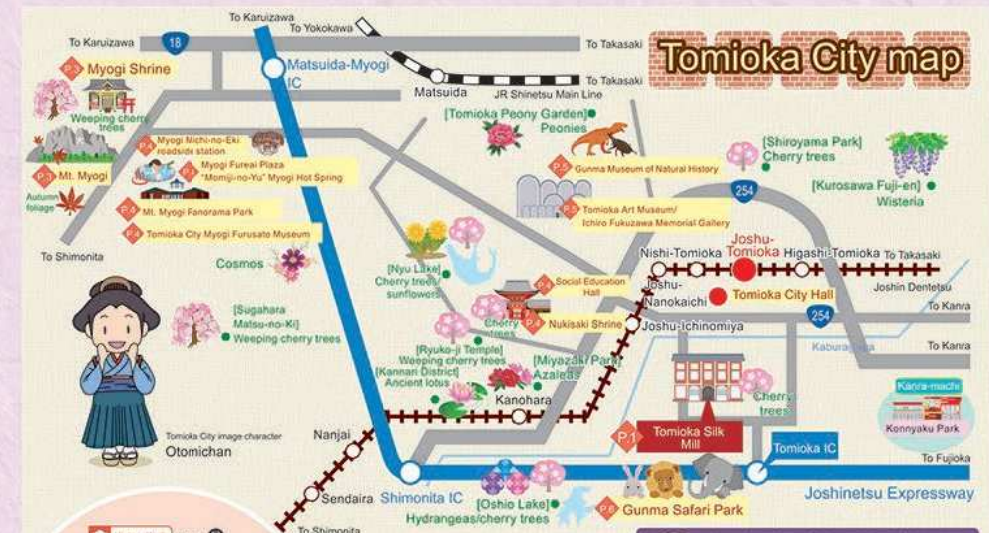 To Karuizawa
To Yokokawa
To Karuizawa
18
To Takasaki
Tomioka City map
P.3 Myogi Shrine
Matsuida-Myogi
IC
To Takasaki
Matsuida
JR Shinetsu Main Line
Weeping cherry
trees
[Tomioka Peony Garden]
Peonies
P.4 Myogi Nichi-no-Eki
roadside station
[Shiroyama Park]
Cherry trees
P.3 Myogi Fureai Plaza
"Momiji-no-Yu" Myogi Hot Spring
P.5 Gunma Museum of Natural History
P.3 Mt. Myogi
254
[Kurosawa Fuji-en]
Wisteria
Autumn
foliage
P.4 Mt. Myogi Panorama Park
P.5 Tomioka Art Museum/
Ichiro Fukuzawa Memorial Gallery
P.4 Tomioka City Myogi Furusato Museum
To Shimonita
Joshu-
Tomioka
Nishi-Tomioka
Higashi-Tomioka
To Takasaki
Cosmos
[Nyu Lake]
Cherry trees/
sunflowers
P.4 Social Education
Hall
Joshu-
Nanokaichi
Tomioka City Hall
Joshin Dentetsu
To Kanra
[Sugahara
Matsu-no-Ki]
Weeping cherry trees
Cherry
trees
P.4 Nukisaki Shrine
Joshu-Ichinomiya
254
To Kanra
[Ryuko-ji Temple]
Weeping cherry trees
[Miyazaki Park]
Azaleas
[Kannari District]
Ancient lotus
Kanohara
Cherry
trees
Kanra-machi
Konnyaku Park
Tomioka City image character
Otomichan
Nanjai
P.1 Tomioka Silk
Mill
Tomioka IC
To Fujioka
Sendaira
Shimonita IC
[Oshio Lake]
Hydrangeas/cherry trees
P.6 Gunma Safari Park
Joshinetsu Expressway
To Shimonita